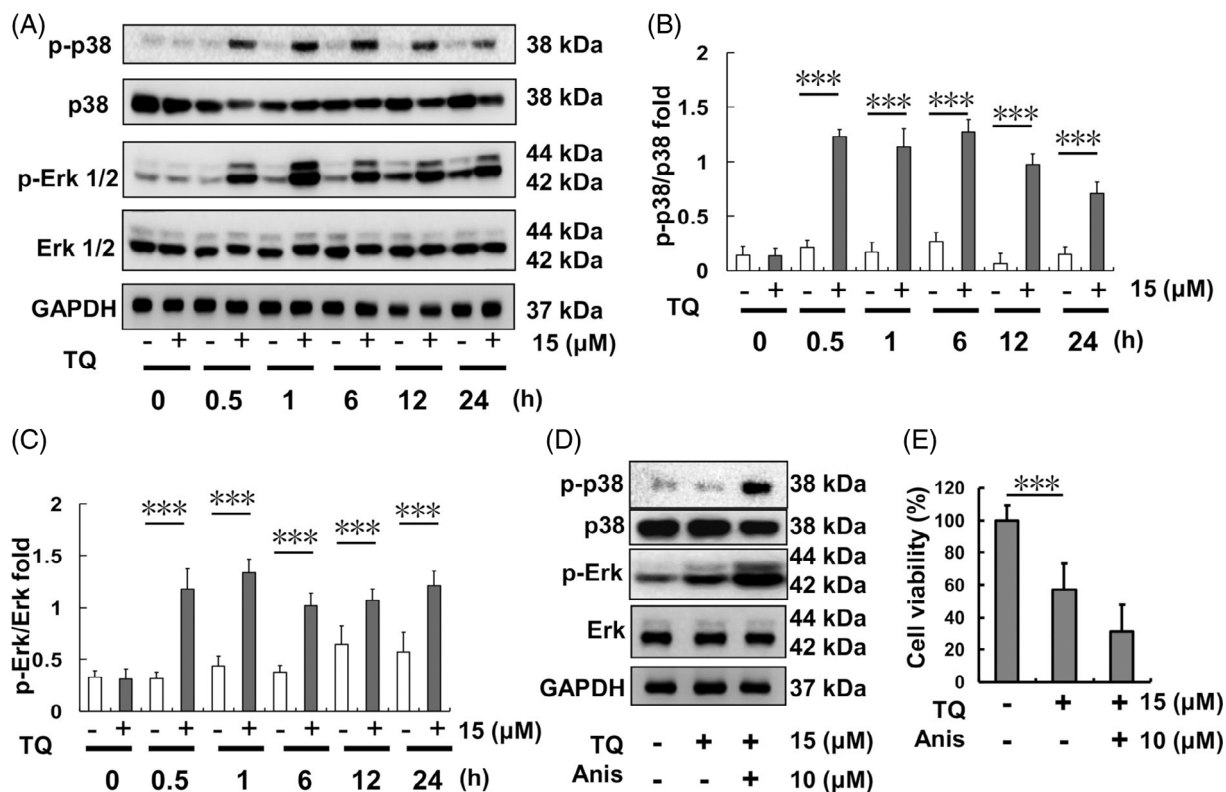 (A)
p-p38 38 kDa
p38 38 kDa
p-Erk 1/2 44 kDa
42 kDa
Erk 1/2 44 kDa
42 kDa
GAPDH 37 kDa
- + - + - + - + - + - + 15 (μM)
TQ
0 0.5 1 6 12 24 (h)
(B)
p-p38/p38 fold
2
1.5
1
0.5
0
*** *** *** *** ***
- + - + - + - + - + - + 15 (μM)
TQ
0 0.5 1 6 12 24 (h)
(C)
p-Erk/Erk fold
2
1.5
1
0.5
0
*** *** *** *** ***
- + - + - + - + - + - + 15 (μM)
TQ
0 0.5 1 6 12 24 (h)
(D)
p-p38 38 kDa
p38 38 kDa
p-Erk 44 kDa
42 kDa
Erk 44 kDa
42 kDa
GAPDH 37 kDa
TQ - + + 15 (μM)
Anis - - + 10 (μM)
(E)
Cell viability (%)
120
100
80
60
40
20
0
***
TQ - + + 15 (μM)
Anis - - + 10 (μM)